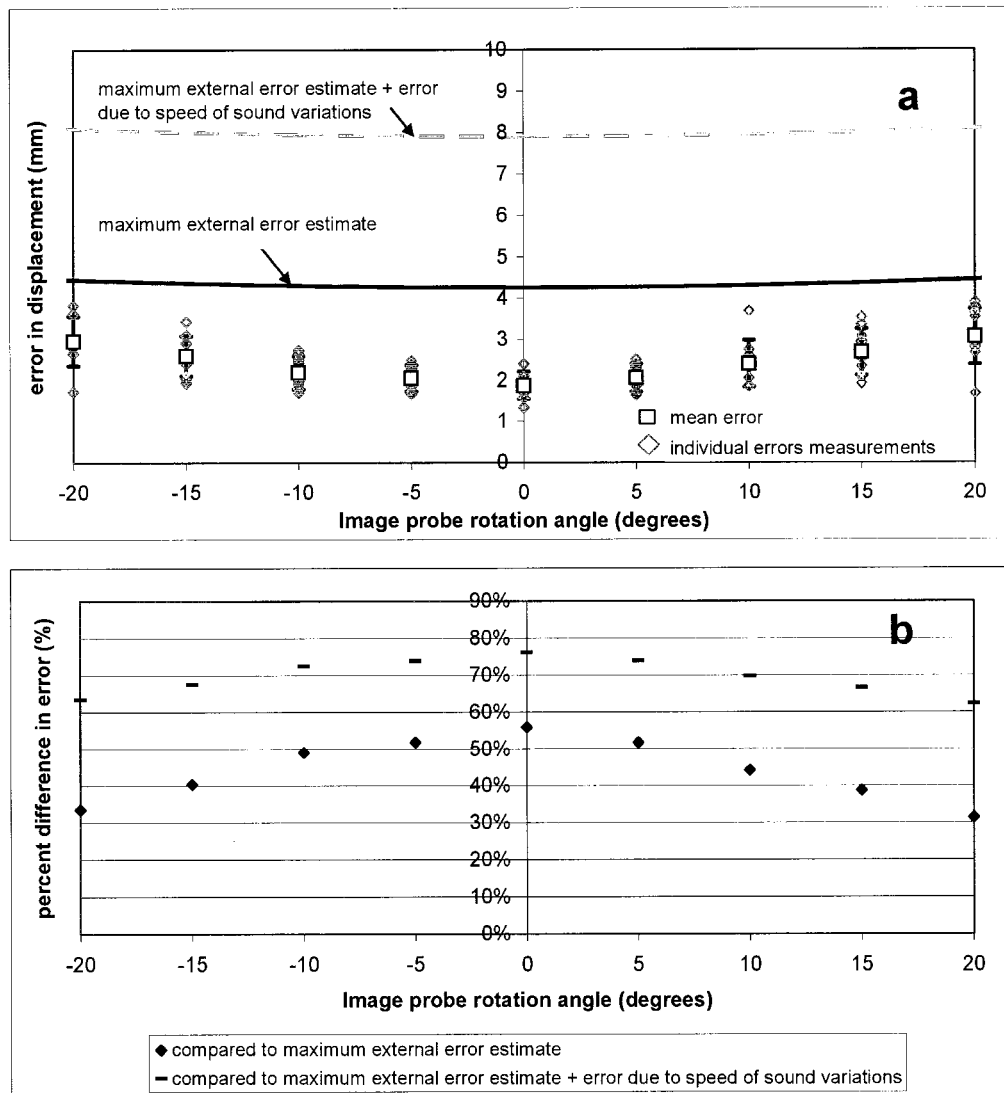 a
10
9
8
7
6
5
4
3
2
1
0
error in displacement (mm)
maximum external error estimate + error
due to speed of sound variations
maximum external error estimate
mean error
individual errors measurements
-20 -15 -10 -5 0 5 10 15 20
Image probe rotation angle (degrees)
b
90%
80%
70%
60%
50%
40%
30%
20%
10%
0%
percent difference in error (%)
-20 -15 -10 -5 0 5 10 15 20
Image probe rotation angle (degrees)
compared to maximum external error estimate
compared to maximum external error estimate + error due to speed of sound variations